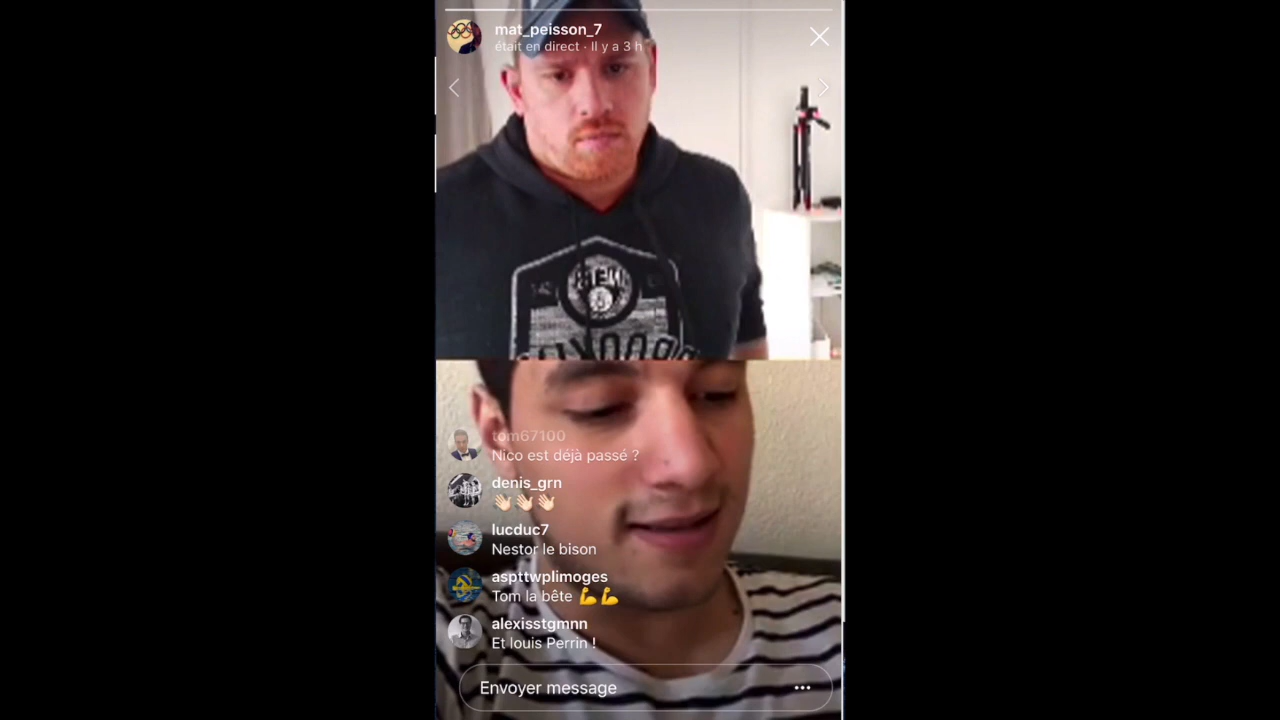 mat_peisson_7
était en direct · Il y a 3 h
NEW
tom67100
Nico est déjà passé ?
denis_grn
👋🏻👋🏻👋🏻
lucduc7
Nestor le bison
aspttwplimoges
Tom la bête 💪💪
alexisstgmnn
Et louis Perrin !
Envoyer message